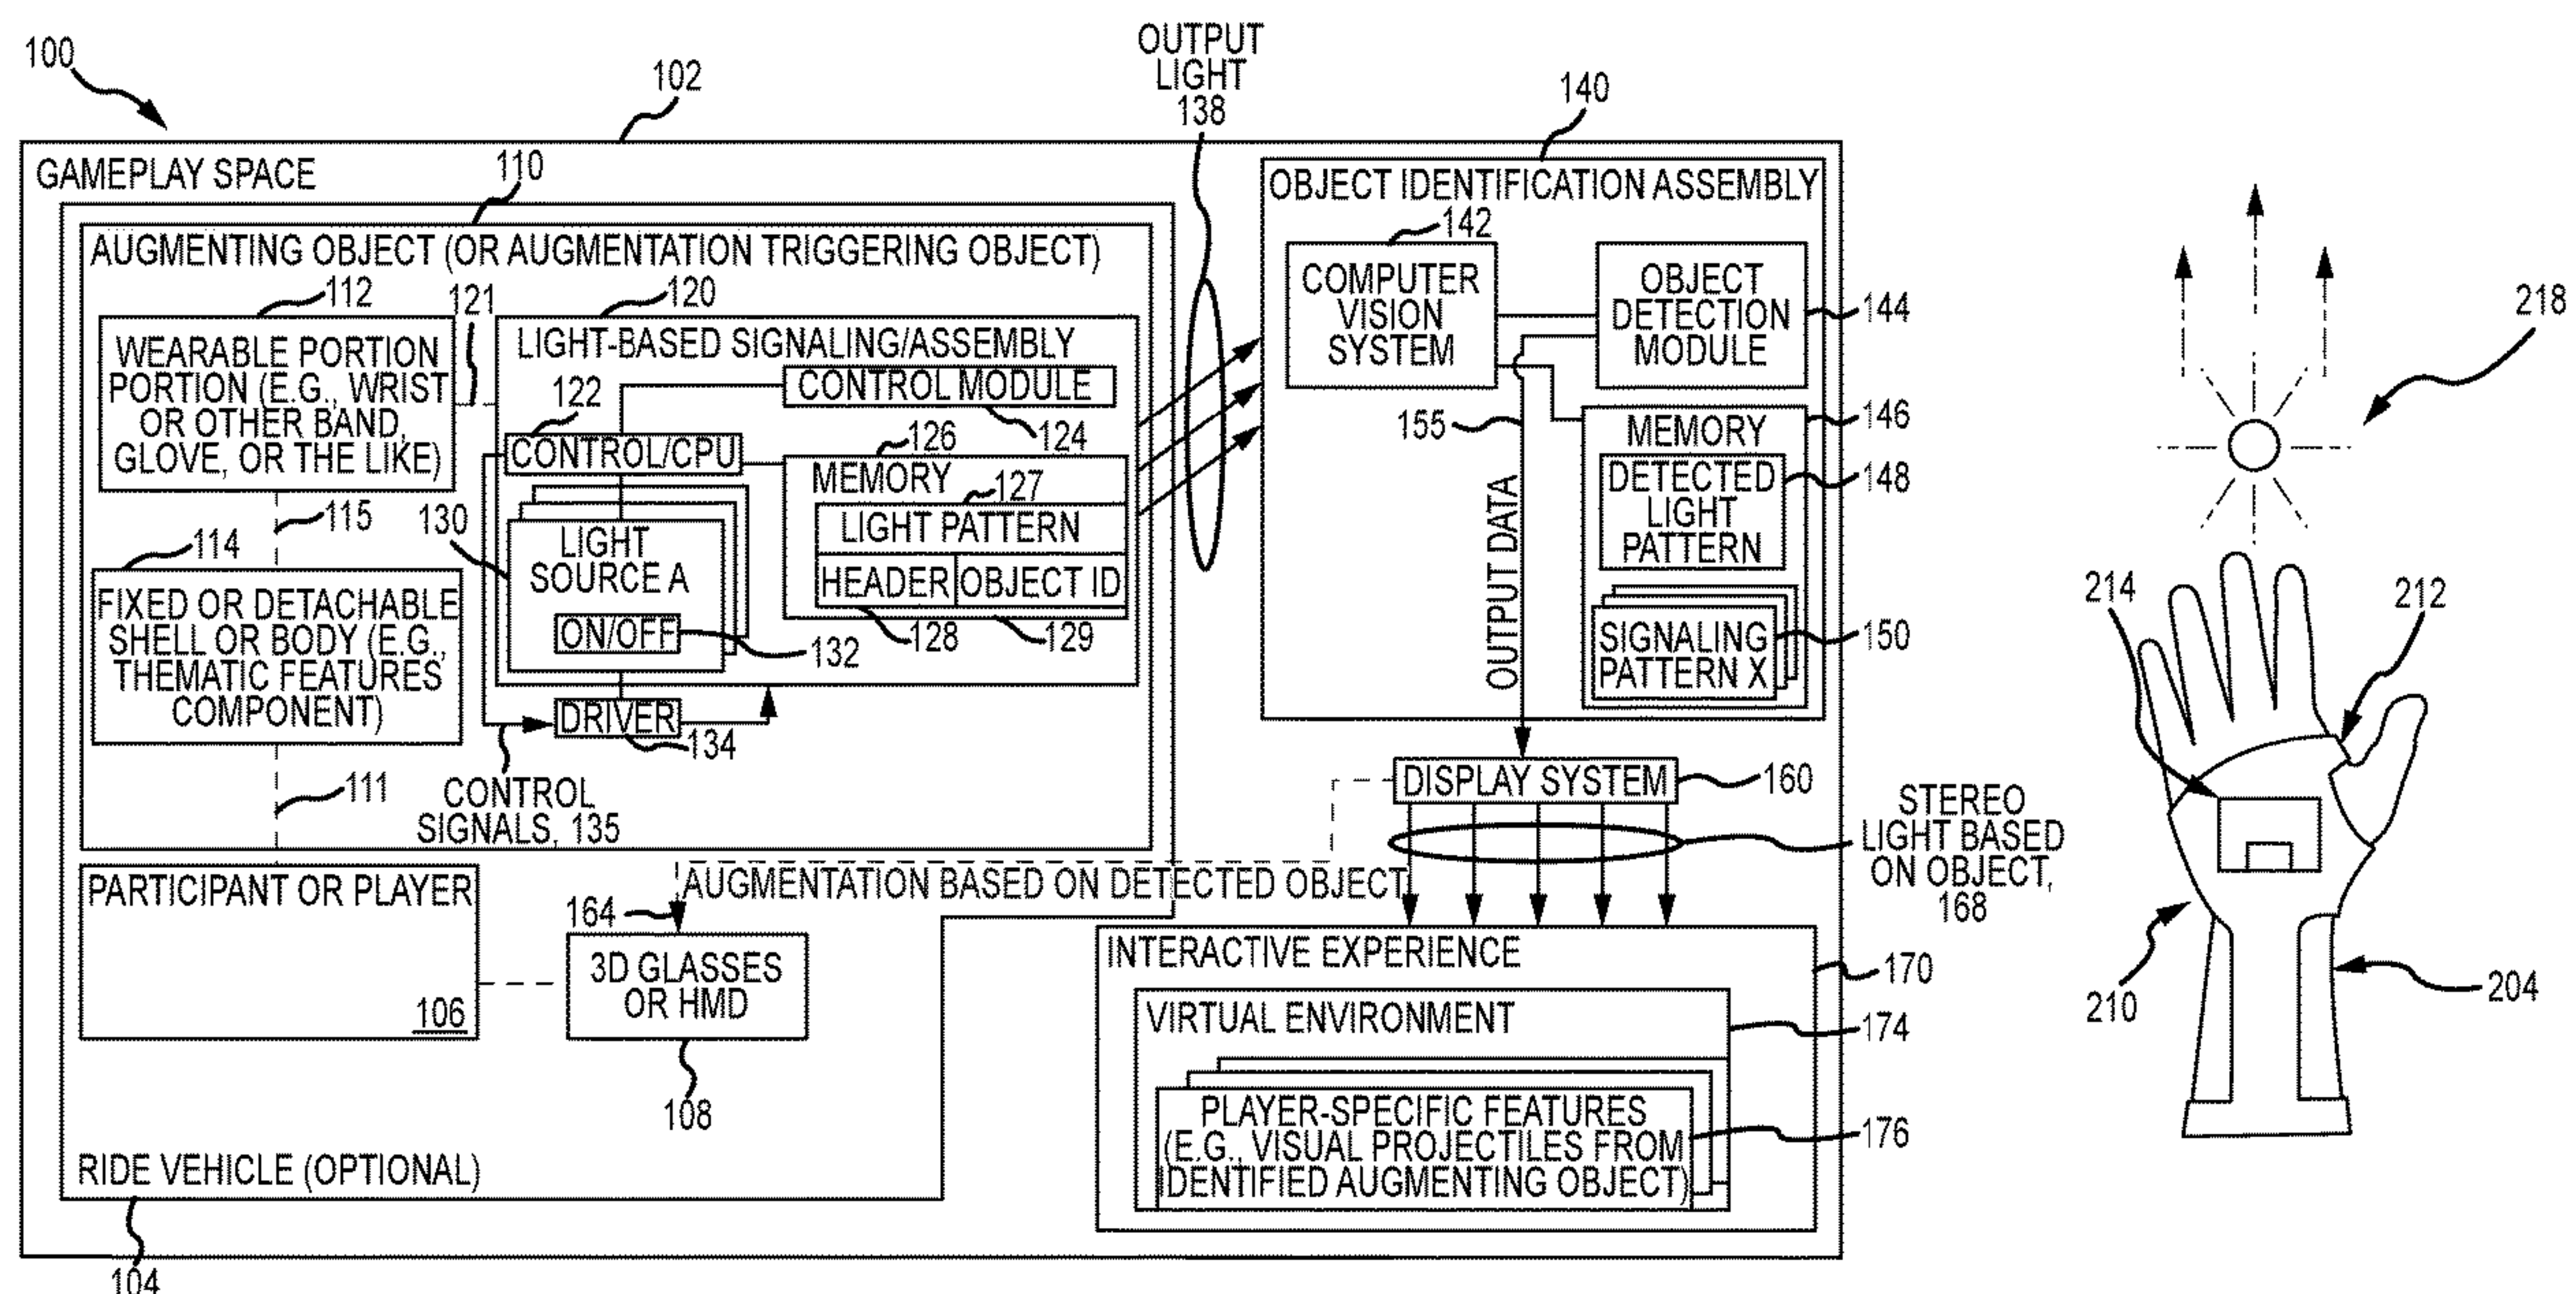 100
102
OUTPUT
LIGHT
138
140
GAMEPLAY SPACE
110
OBJECT IDENTIFICATION ASSEMBLY
AUGMENTING OBJECT (OR AUGMENTATION TRIGGERING OBJECT)
112
121
120
WEARABLE PORTION
PORTION (E.G., WRIST
OR OTHER BAND,
GLOVE, OR THE LIKE)
LIGHT-BASED SIGNALING/ASSEMBLY
122
CONTROL MODULE
124
CONTROL/CPU
126
MEMORY
127
LIGHT PATTERN
HEADER
OBJECT ID
128
129
130
LIGHT
SOURCE A
ON/OFF
132
DRIVER
134
115
114
FIXED OR DETACHABLE
SHELL OR BODY (E.G.,
THEMATIC FEATURES
COMPONENT)
111
CONTROL
SIGNALS, 135
142
COMPUTER
VISION
SYSTEM
OBJECT
DETECTION
MODULE
144
155
OUTPUT DATA
MEMORY
146
DETECTED
LIGHT
PATTERN
148
SIGNALING
PATTERN X
150
DISPLAY SYSTEM
160
STEREO
LIGHT BASED
ON OBJECT,
168
PARTICIPANT OR PLAYER
106
AUGMENTATION BASED ON DETECTED OBJECT
164
3D GLASSES
OR HMD
108
INTERACTIVE EXPERIENCE
170
VIRTUAL ENVIRONMENT
174
PLAYER-SPECIFIC FEATURES
(E.G., VISUAL PROJECTILES FROM
IDENTIFIED AUGMENTING OBJECT)
176
RIDE VEHICLE (OPTIONAL)
104
218
214
212
210
204